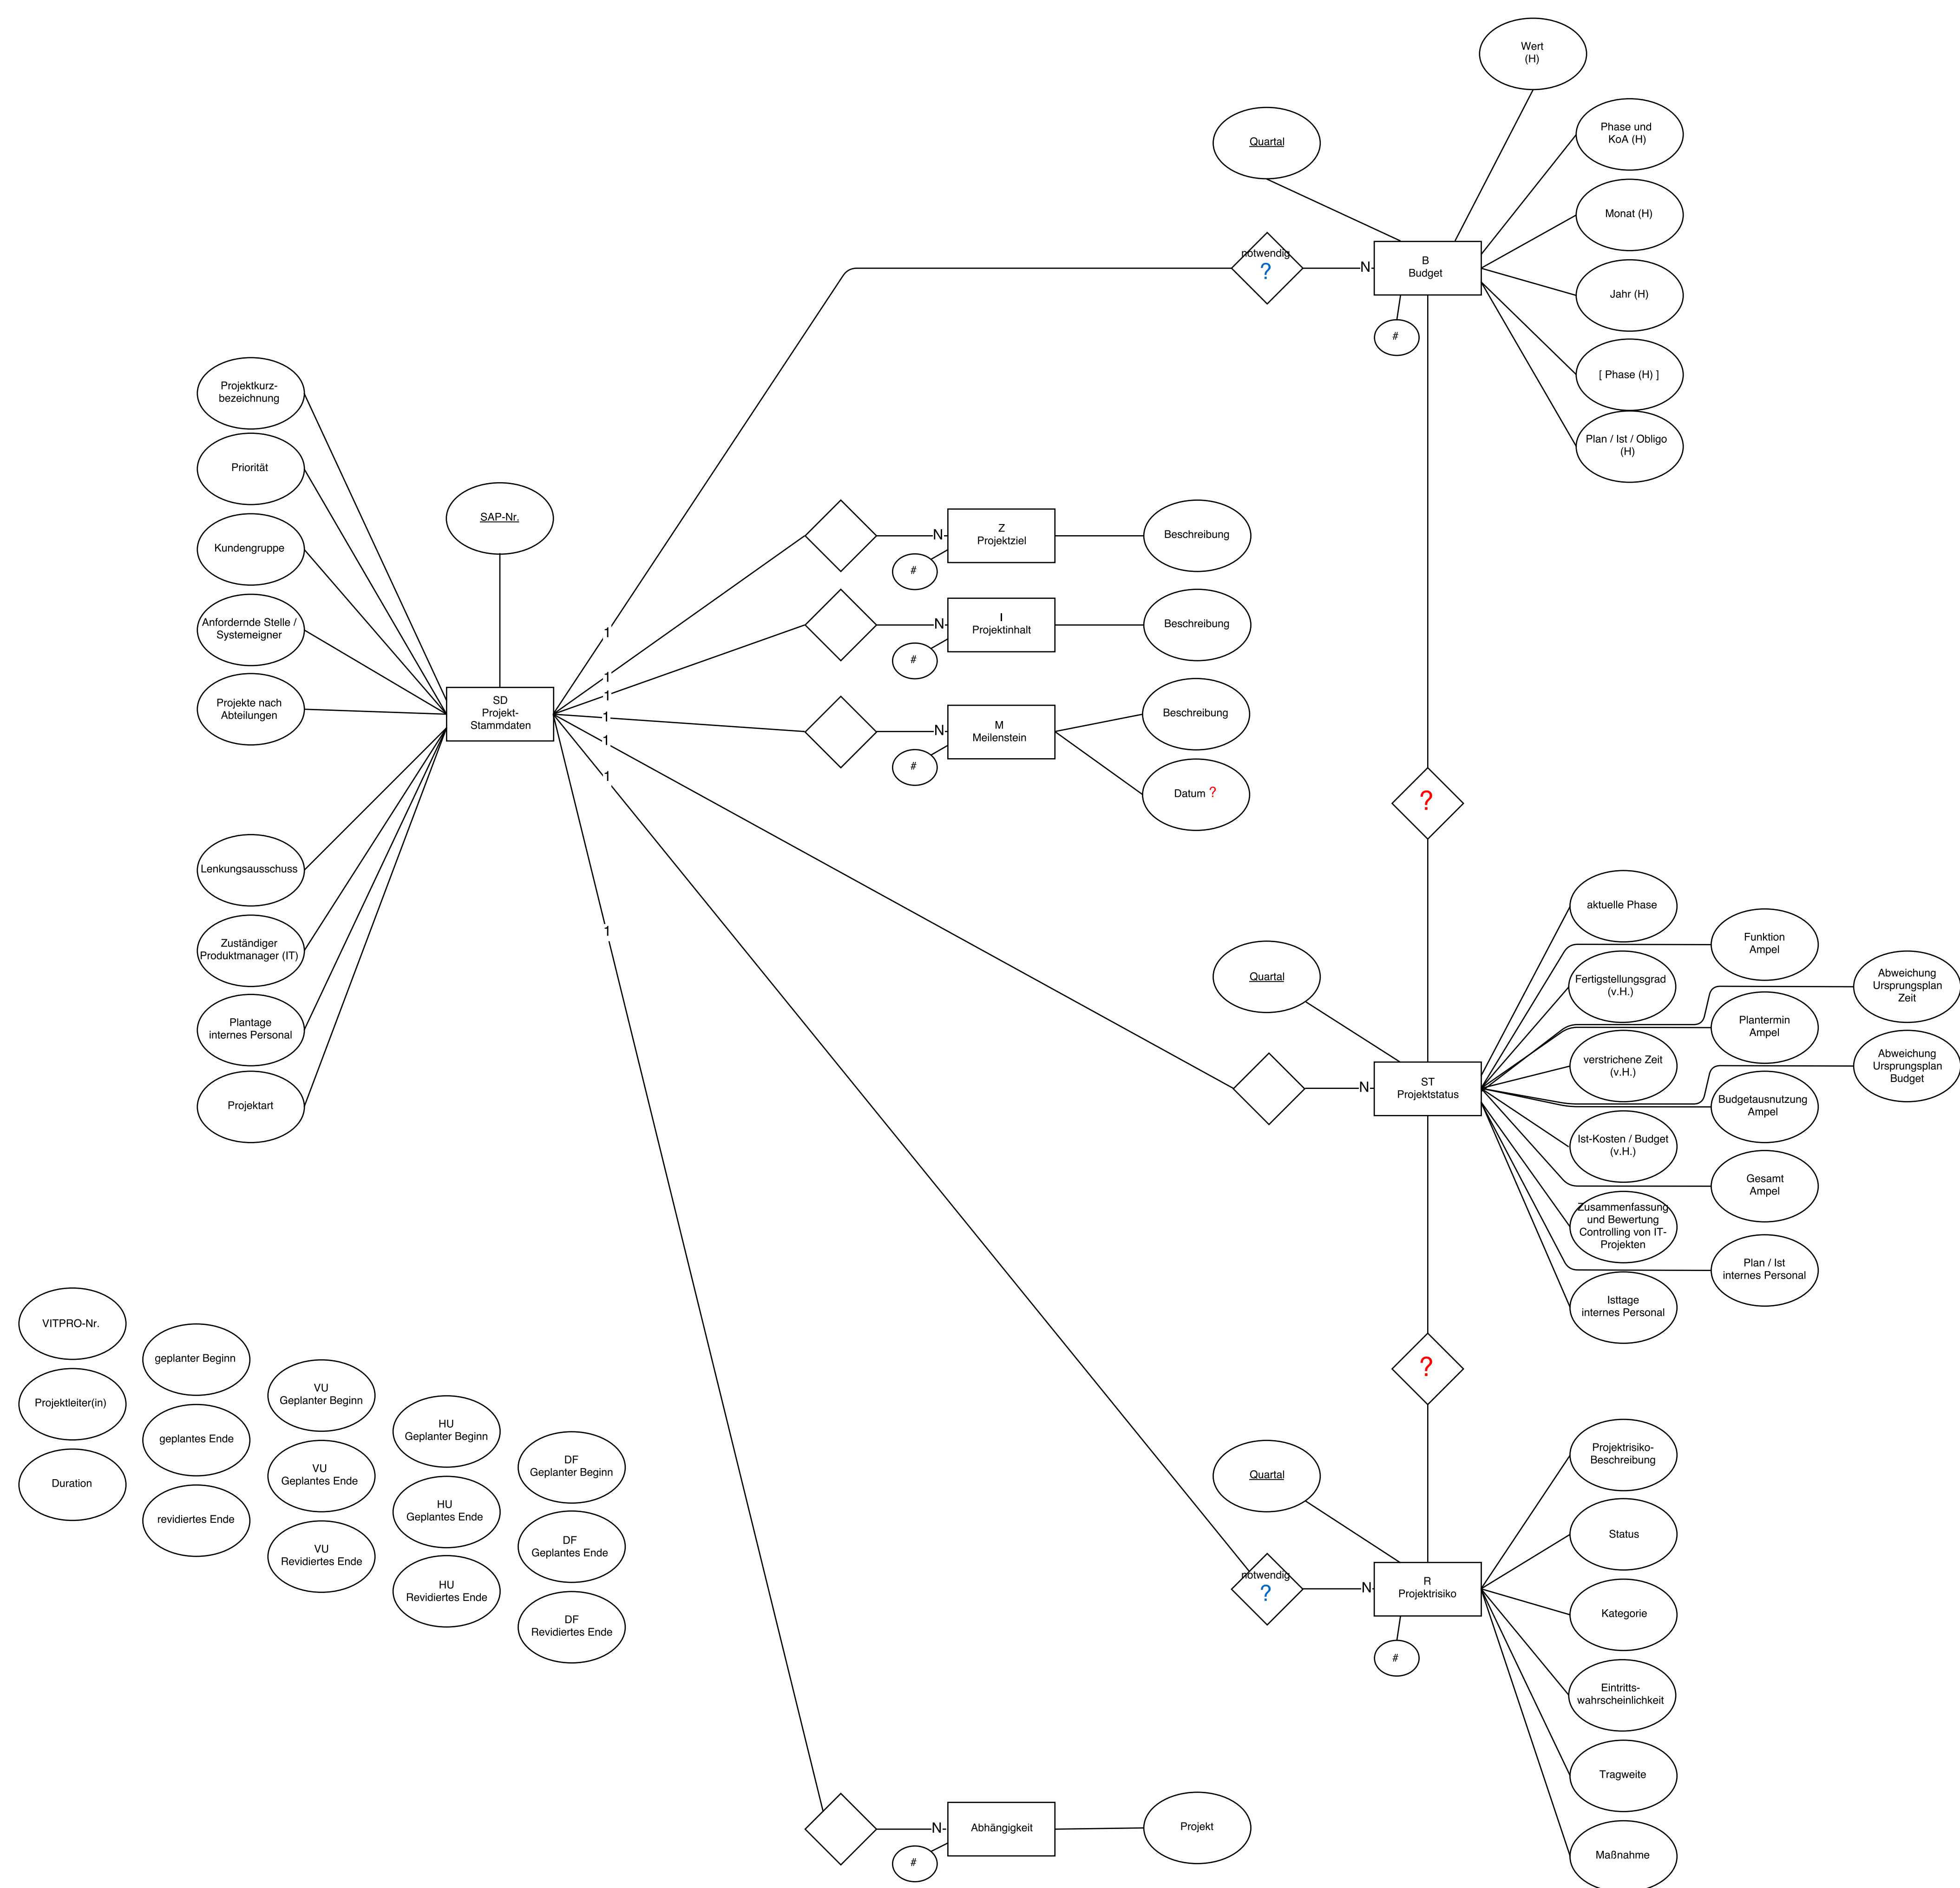 Wert
(H)
Phase und
KoA (H)
Quartal
Monat (H)
notwendig
?
N
B
Budget
Jahr (H)
#
[ Phase (H) ]
Plan / Ist / Obligo
(H)
Projektkurz-
bezeichnung
Priorität
Kundengruppe
Anfordernde Stelle /
Systemeigner
Projekte nach
Abteilungen
Lenkungsausschuss
Zuständiger
Produktmanager (IT)
Plantage
internes Personal
Projektart
SAP-Nr.
SD
Projekt-
Stammdaten
1
1
1
1
1
1
1
N
Z
Projektziel
#
Beschreibung
N
I
Projektinhalt
#
Beschreibung
N
M
Meilenstein
#
Beschreibung
Datum ?
?
Quartal
N
ST
Projektstatus
aktuelle Phase
Funktion
Ampel
Fertigstellungsgrad
(v.H.)
Abweichung
Ursprungsplan
Zeit
Plantermin
Ampel
verstrichene Zeit
(v.H.)
Abweichung
Ursprungsplan
Budget
Budgetausnutzung
Ampel
Ist-Kosten / Budget
(v.H.)
Gesamt
Ampel
Zusammenfassung
und Bewertung
Controlling von IT-
Projekten
Plan / Ist
internes Personal
Isttage
internes Personal
?
VITPRO-Nr.
Projektleiter(in)
Duration
geplanter Beginn
geplantes Ende
revidiertes Ende
VU
Geplanter Beginn
VU
Geplantes Ende
VU
Revidiertes Ende
HU
Geplanter Beginn
HU
Geplantes Ende
HU
Revidiertes Ende
DF
Geplanter Beginn
DF
Geplantes Ende
DF
Revidiertes Ende
Quartal
notwendig
?
N
R
Projektrisiko
#
Projektrisiko-
Beschreibung
Status
Kategorie
Eintritts-
wahrscheinlichkeit
Tragweite
Maßnahme
N
Abhängigkeit
#
Projekt